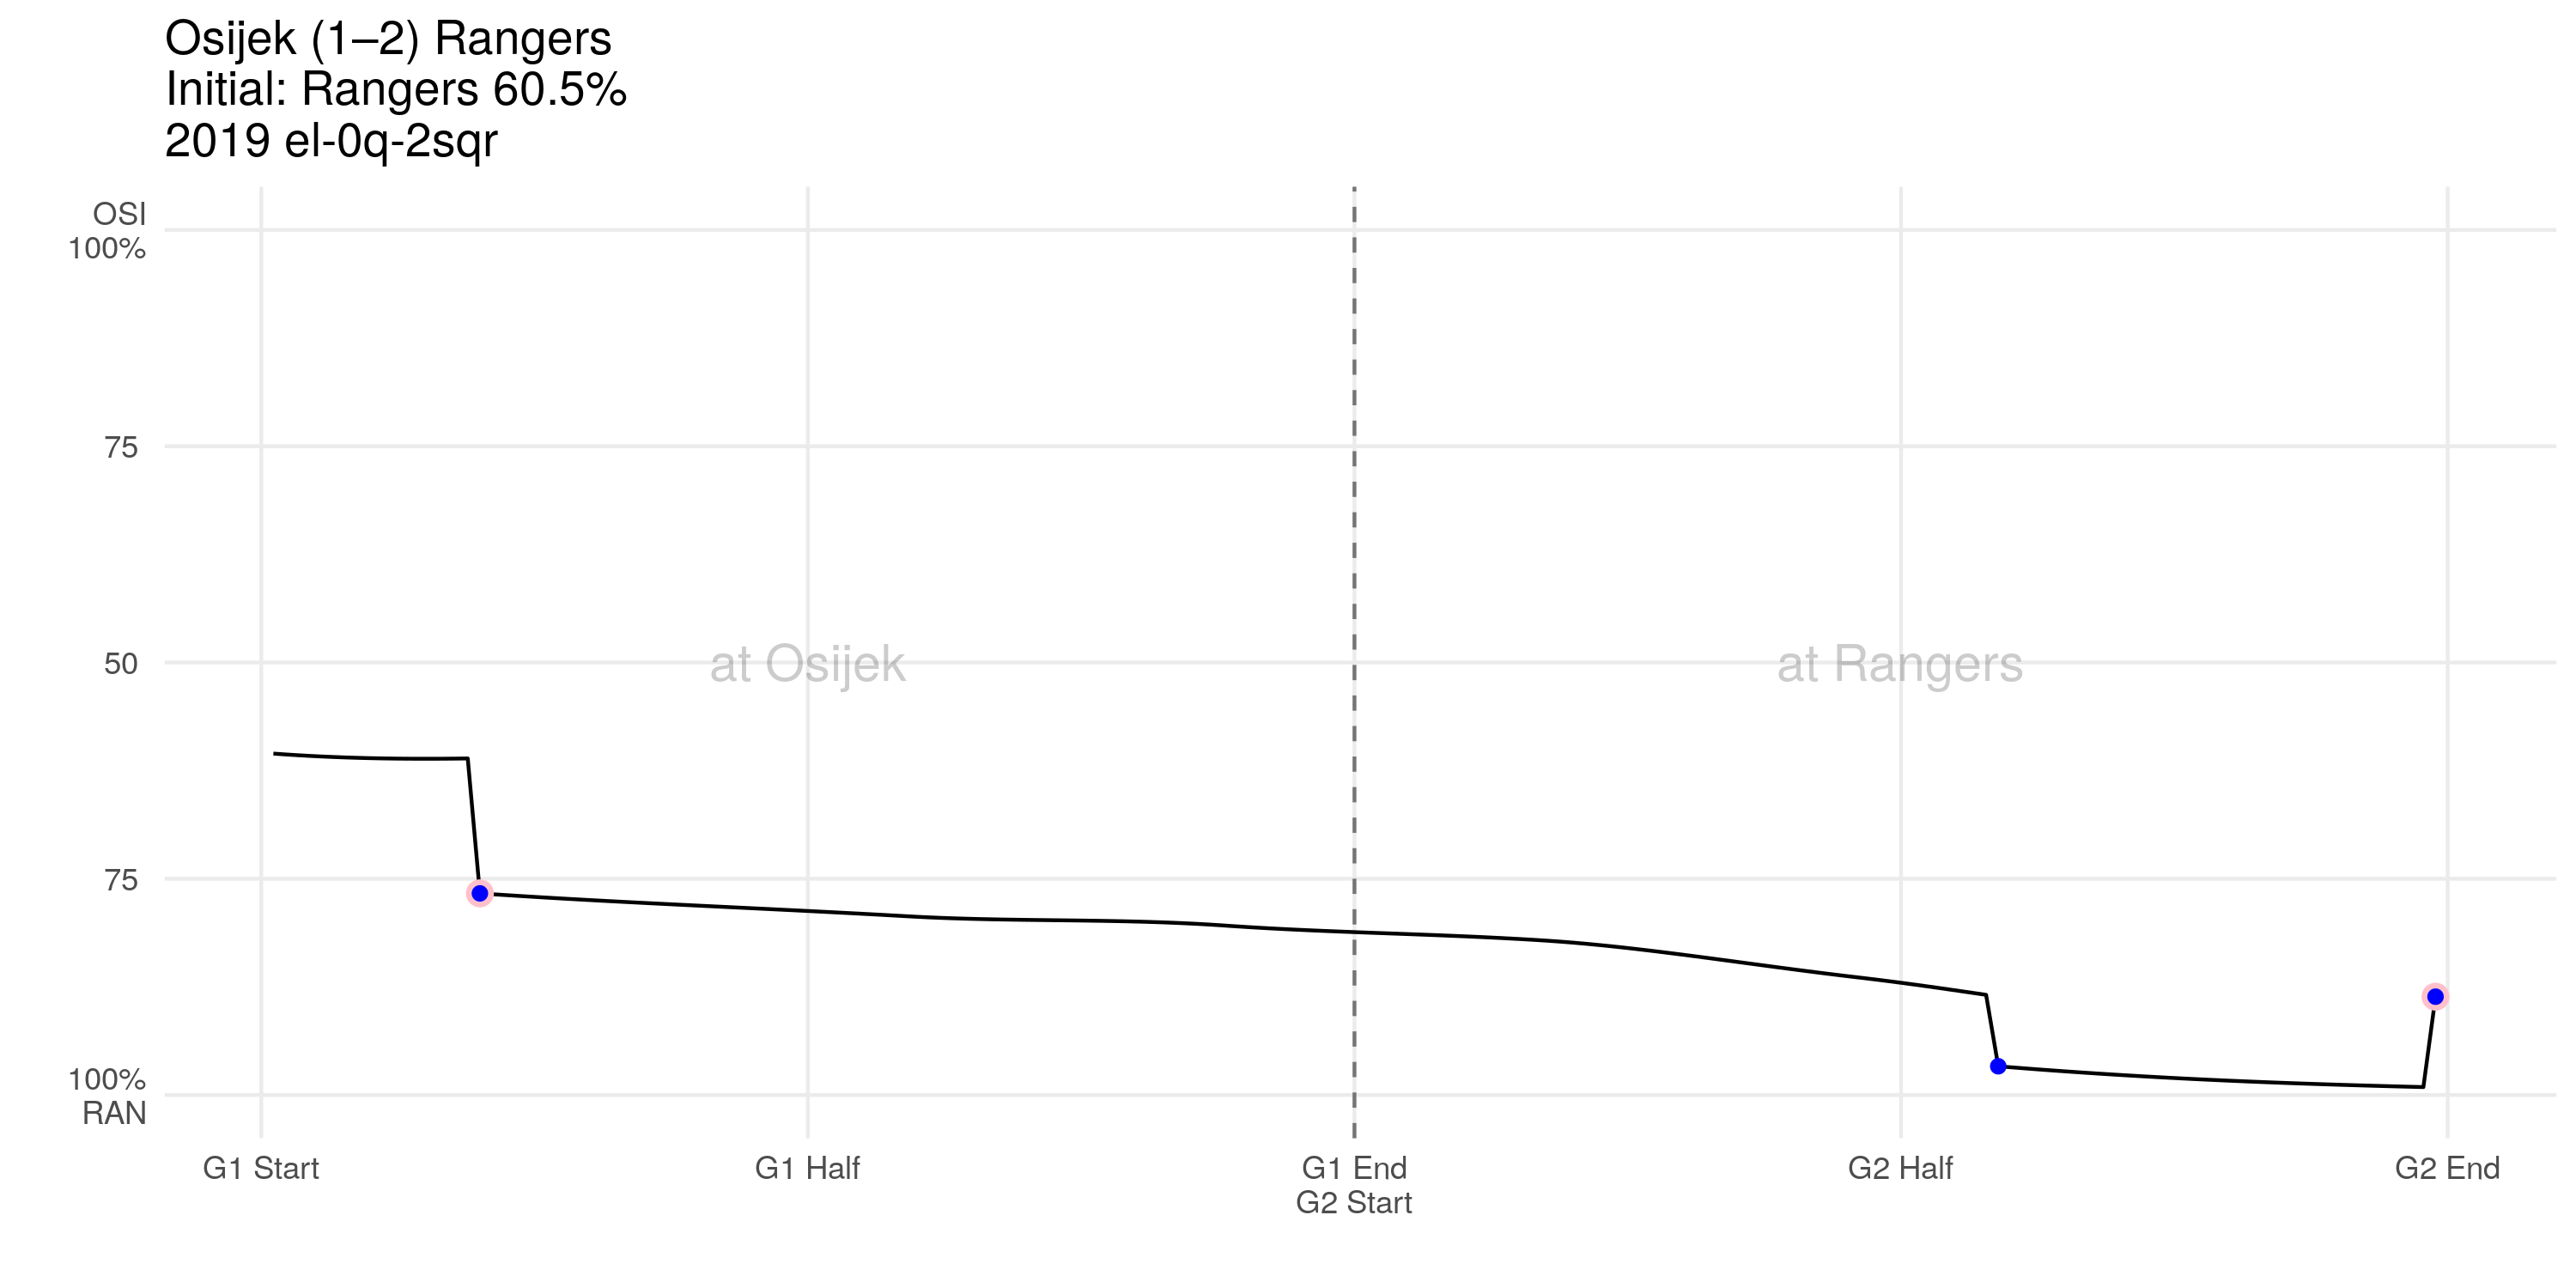 Osijek (1–2) Rangers
Initial: Rangers 60.5%
2019 el-0q-2sqr
OSI
100%
75
50
75
100%
RAN
at Osijek
at Rangers
G1 Start
G1 Half
G1 End
G2 Start
G2 Half
G2 End